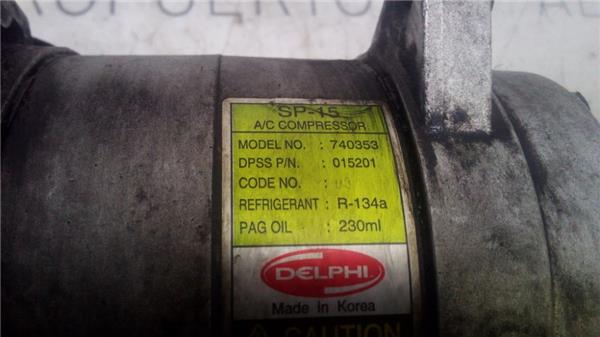 SP-15
A/C COMPRESSOR
MODEL NO. : 740353
DPSS P/N. : 015201
CODE NO. :
REFRIGERANT : R-134a
PAG OIL : 230ml
DELPHI
Made in Korea
CAUTION